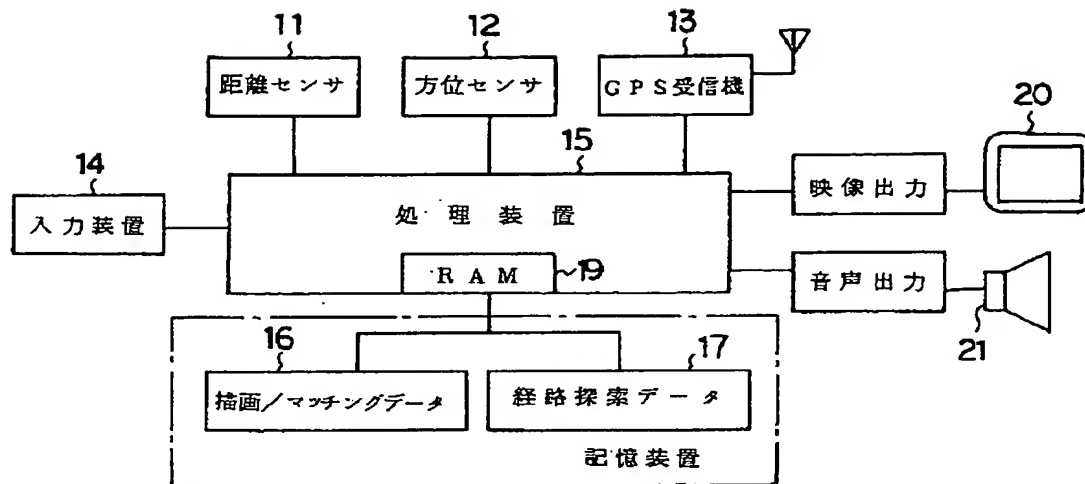 11
12
13
距離センサ
方位センサ
GPS受信機
20
14
15
入力装置
処理装置
映像出力
RAM
19
音声出力
21
16
17
描画/マッチングデータ
経路探索データ
記憶装置